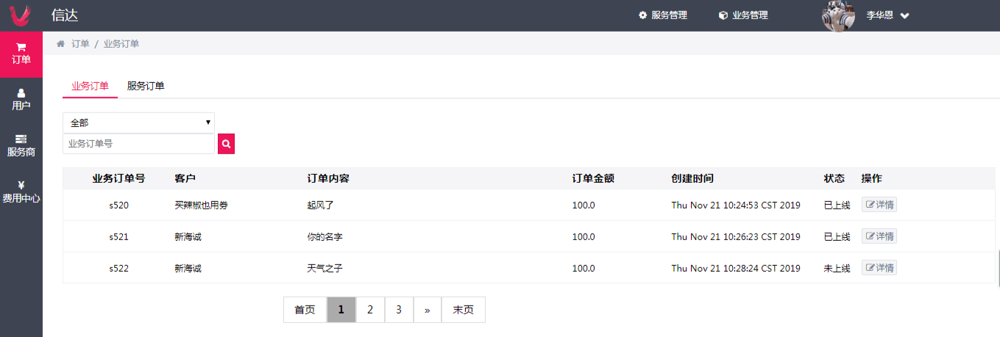 信达 服务管理 业务管理 李华恩
订单 订单 / 业务订单
用户
服务商
¥
费用中心
业务订单 服务订单
全部
业务订单号
业务订单号 客户 订单内容 订单金额 创建时间 状态 操作
s520 买辣椒也用劵 起风了 100.0 Thu Nov 21 10:24:53 CST 2019 已上线 详情
s521 新海诚 你的名字 100.0 Thu Nov 21 10:26:23 CST 2019 已上线 详情
s522 新海诚 天气之子 100.0 Thu Nov 21 10:28:24 CST 2019 未上线 详情
首页 1 2 3 » 末页